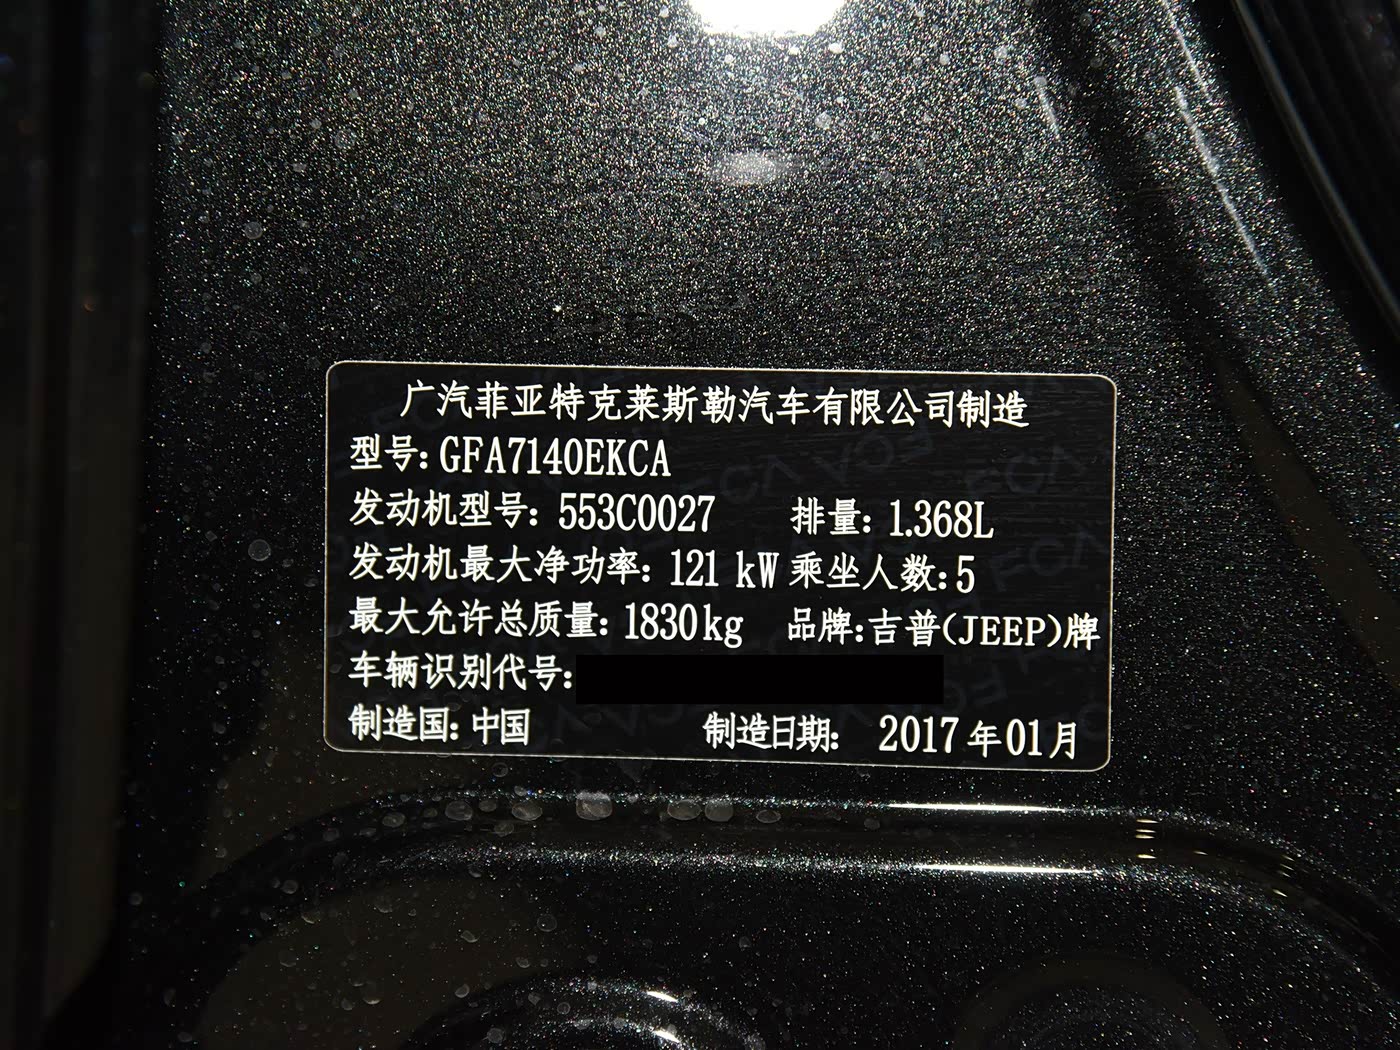 广汽菲亚特克莱斯勒汽车有限公司制造
型号: GFA7140EKCA
发动机型号: 553C0027 排量: 1.368L
发动机最大净功率: 121 kW 乘坐人数: 5
最大允许总质量: 1830kg 品牌: 吉普(JEEP)牌
车辆识别代号:
制造国: 中国 制造日期: 2017年01月